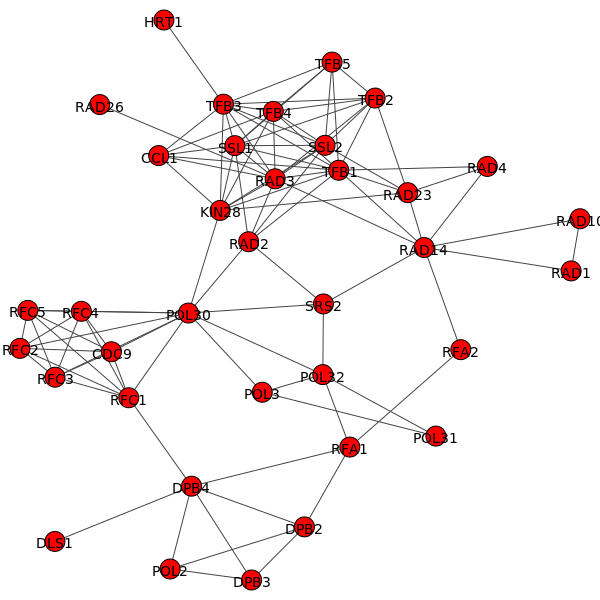 HRT1
TFB5
TFB2
RAD26
TFB3
TFB4
SSL1
SSL2
CCL1
TFB1
RAD4
RAD3
RAD23
KIN28
RAD10
RAD2
RAD14
RAD1
SRS2
RFC5
RFC4
POL30
RFC2
CDC9
RFA2
RFC3
POL32
POL3
RFC1
POL31
RFA1
DPB4
DPB2
DLS1
POL2
DPB3